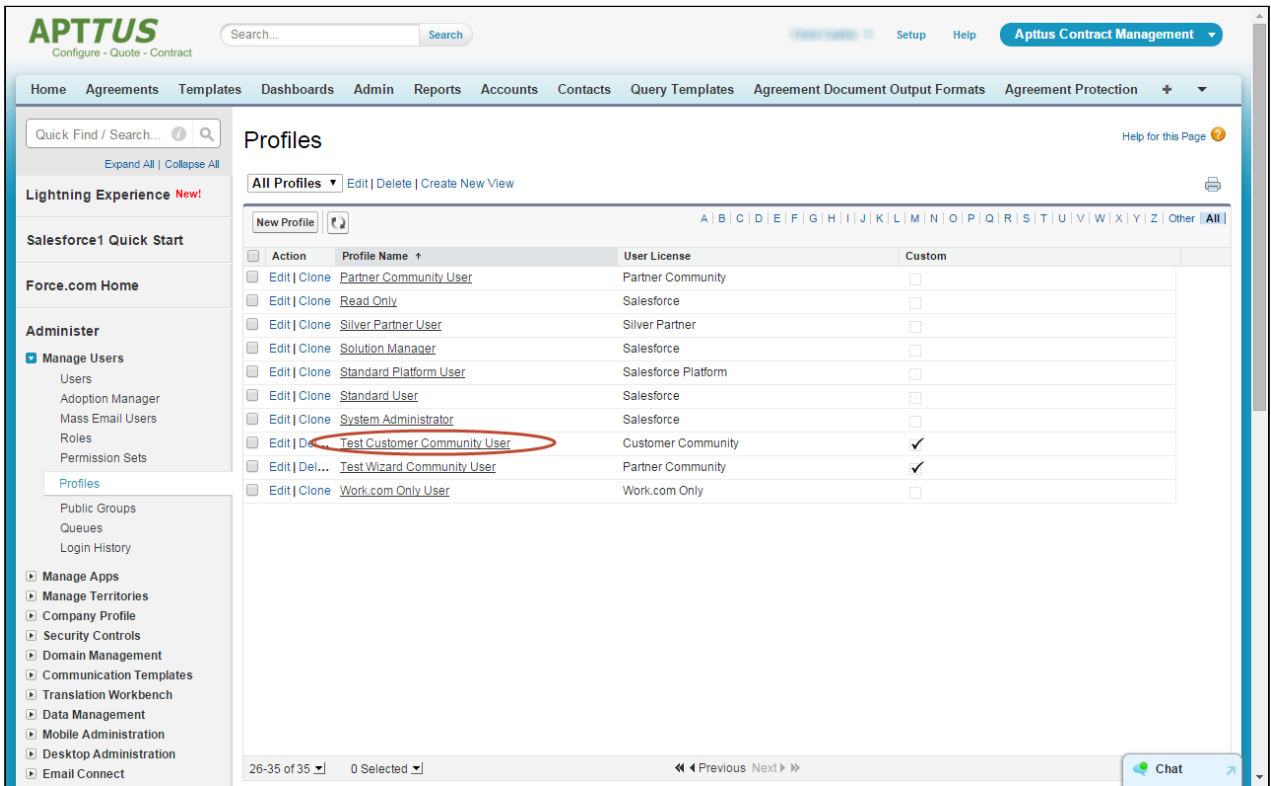 APTTUS
Configure - Quote - Contract
Search... Search
Setup Help Apttus Contract Management
Home Agreements Templates Dashboards Admin Reports Accounts Contacts Query Templates Agreement Document Output Formats Agreement Protection +
Quick Find / Search...
Expand All | Collapse All
Lightning Experience New!
Salesforce1 Quick Start
Force.com Home
Administer
Manage Users
Users
Adoption Manager
Mass Email Users
Roles
Permission Sets
Profiles
Public Groups
Queues
Login History
Manage Apps
Manage Territories
Company Profile
Security Controls
Domain Management
Communication Templates
Translation Workbench
Data Management
Mobile Administration
Desktop Administration
Email Connect
Profiles
Help for this Page
All Profiles Edit | Delete | Create New View
New Profile A | B | C | D | E | F | G | H | I | J | K | L | M | N | O | P | Q | R | S | T | U | V | W | X | Y | Z | Other | All
Action Profile Name User License Custom
Edit | Clone Partner Community User Partner Community
Edit | Clone Read Only Salesforce
Edit | Clone Silver Partner User Silver Partner
Edit | Clone Solution Manager Salesforce
Edit | Clone Standard Platform User Salesforce Platform
Edit | Clone Standard User Salesforce
Edit | Clone System Administrator Salesforce
Edit | Del... Test Customer Community User Customer Community
Edit | Del... Test Wizard Community User Partner Community
Edit | Clone Work.com Only User Work.com Only
26-35 of 35 0 Selected Previous Next
Chat